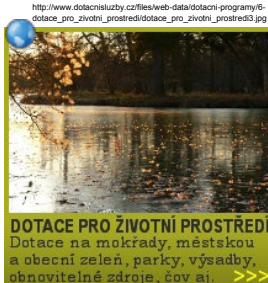 http://www.dotacnisluzby.cz/files/web-data/dotacni-programy/6-
dotace_pro_zivotni_prostredi/dotace_pro_zivotni_prostredi3.jpg
DOTACE PRO ŽIVOTNÍ PROSTŘEDÍ
Dotace na mokřady, městskou
a obecní zeleň, parky, výsadby,
obnovitelné zdroje, čov aj. >>>